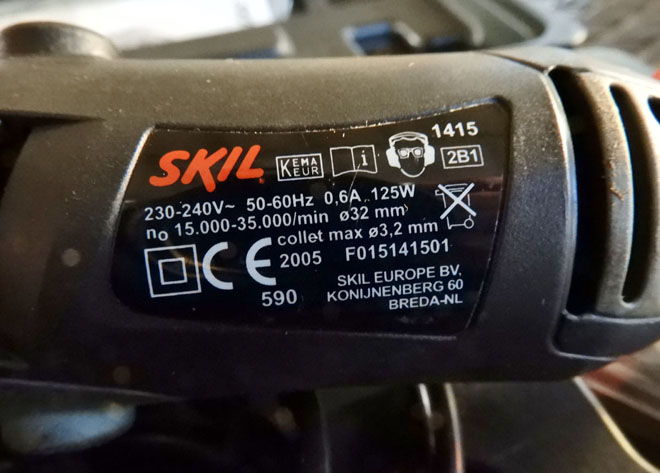 SKIL
KEMA
KEUR
i
1415
2B1
230-240V~ 50-60Hz 0,6A 125W
no 15.000-35.000/min ø32 mm
collet max ø3,2 mm
CE
2005 F015141501
590
SKIL EUROPE BV.
KONIJNENBERG 60
BREDA-NL